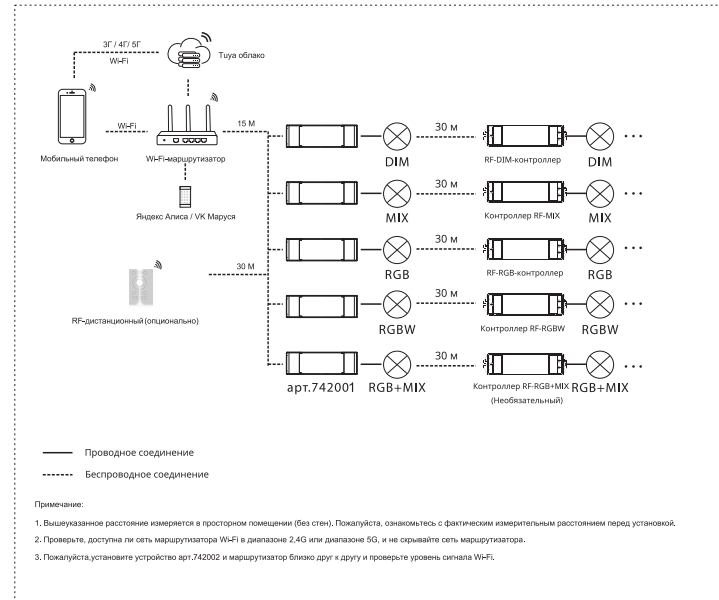 3Г / 4Г/ 5Г
Wi-Fi
Tuya облако
Wi-Fi
15 М
Мобильный телефон
Wi-Fi-маршрутизатор
Яндекс Алиса / VK Маруся
30 М
RF-дистанционный (опционально)
DIM
30 м
RF-DIM-контроллер
DIM
...
MIX
30 м
Контроллер RF-MIX
MIX
...
RGB
30 м
RF-RGB-контроллер
RGB
...
RGBW
30 м
Контроллер RF-RGBW
RGBW
...
арт.742001
RGB+MIX
30 м
Контроллер RF-RGB+MIX
(Необязательный)
RGB+MIX
...
Проводное соединение
Беспроводное соединение
Примечание:
1. Вышеуказанное расстояние измеряется в просторном помещении (без стен). Пожалуйста, ознакомьтесь с фактическим измерительным расстоянием перед установкой.
2. Проверьте, доступна ли сеть маршрутизатора Wi-Fi в диапазоне 2,4G или диапазоне 5G, и не скрывайте сеть маршрутизатора.
3. Пожалуйста,установите устройство арт.742002 и маршрутизатор близко друг к другу и проверьте уровень сигнала Wi-Fi.